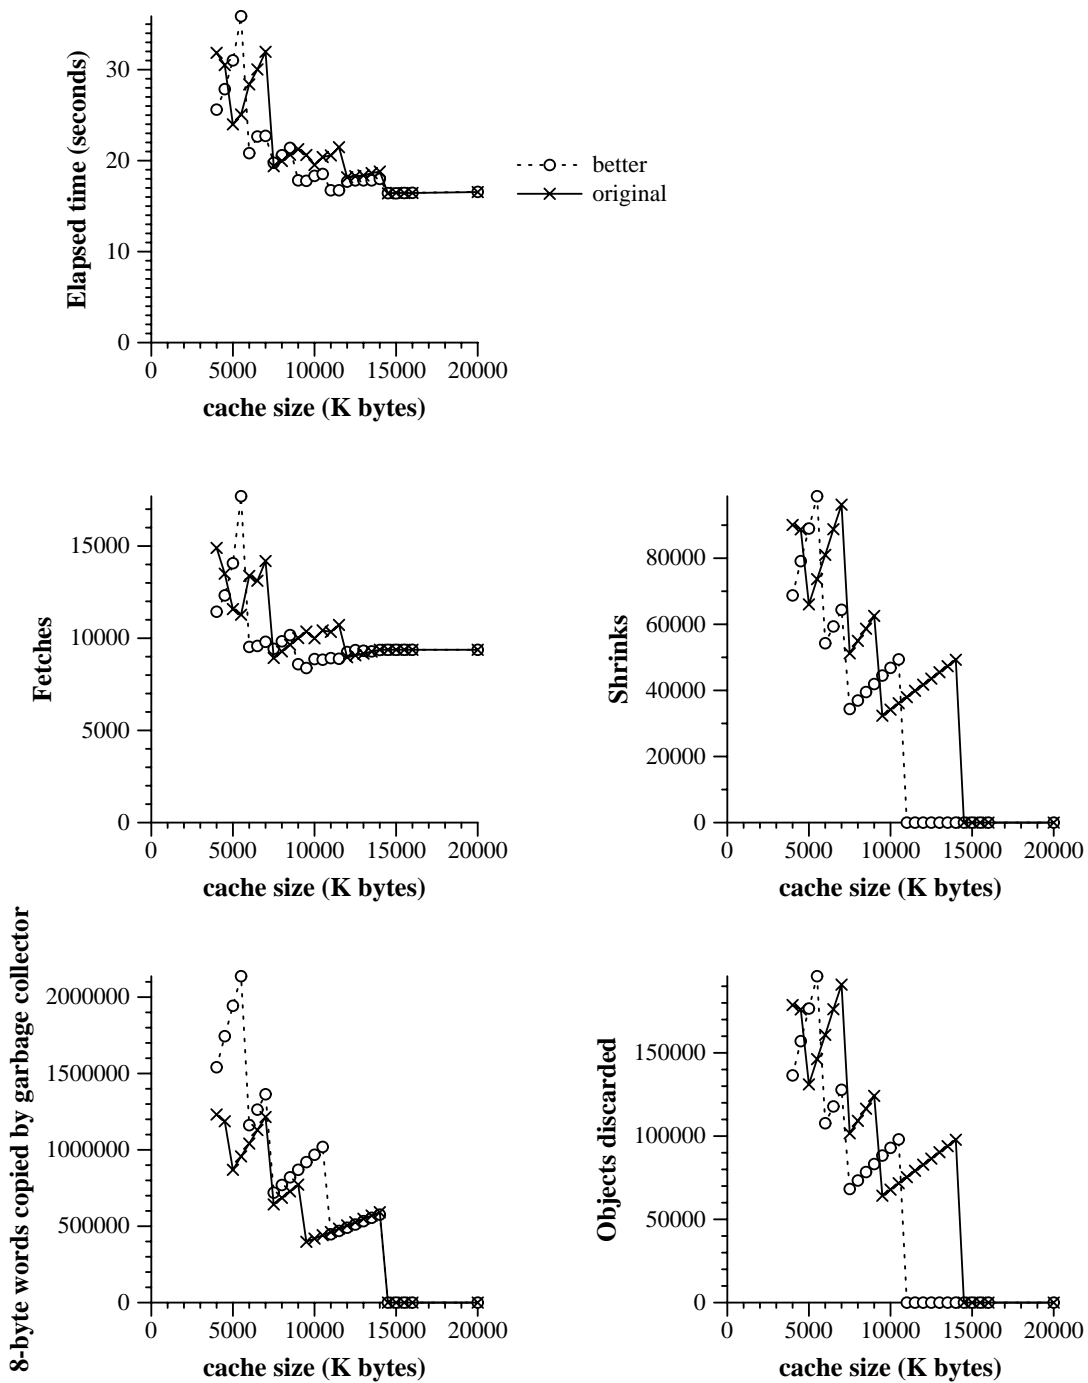 Elapsed time (seconds)
30
20
10
0
0 5000 10000 15000 20000
cache size (K bytes)
better
original
Fetches
15000
10000
5000
0
0 5000 10000 15000 20000
cache size (K bytes)
Shrinks
80000
60000
40000
20000
0
0 5000 10000 15000 20000
cache size (K bytes)
8-byte words copied by garbage collector
2000000
1500000
1000000
500000
0
0 5000 10000 15000 20000
cache size (K bytes)
Objects discarded
150000
100000
50000
0
0 5000 10000 15000 20000
cache size (K bytes)